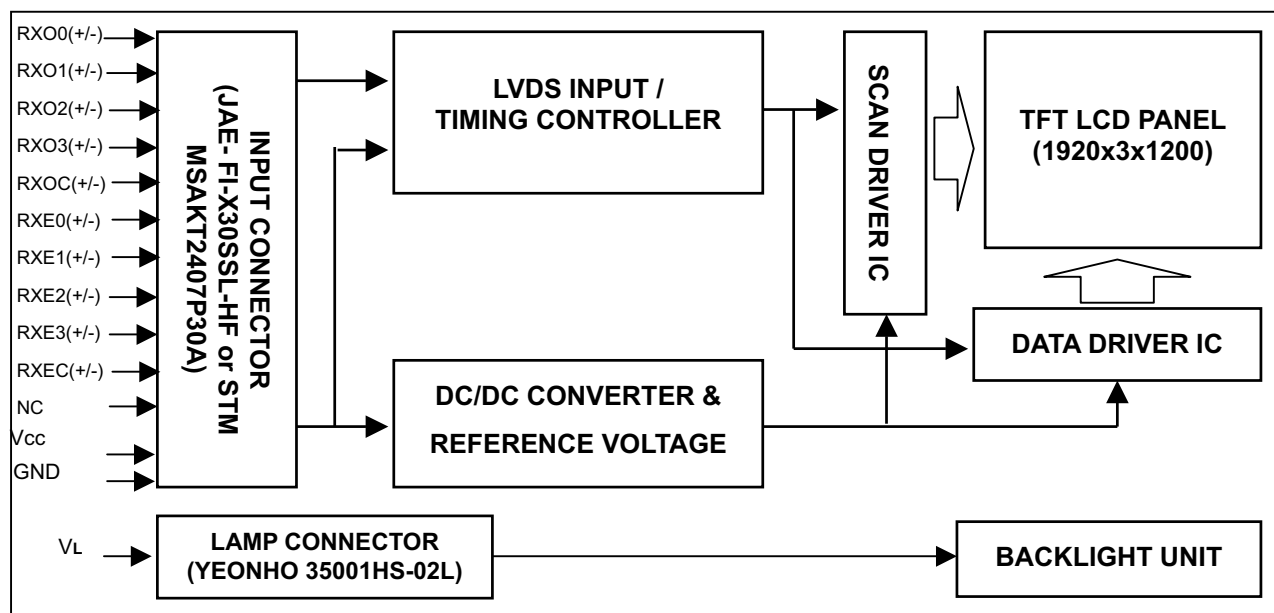 RXO0(+/-)
RXO1(+/-)
RXO2(+/-)
RXO3(+/-)
RXOC(+/-)
RXE0(+/-)
RXE1(+/-)
RXE2(+/-)
RXE3(+/-)
RXEC(+/-)
NC
Vcc
GND
INPUT CONNECTOR
(JAE- FI-X30SSL-HF or STM
MSAKT2407P30A)
LVDS INPUT /
TIMING CONTROLLER
SCAN DRIVER IC
TFT LCD PANEL
(1920x3x1200)
DATA DRIVER IC
DC/DC CONVERTER &
REFERENCE VOLTAGE
VL
LAMP CONNECTOR
(YEONHO 35001HS-02L)
BACKLIGHT UNIT